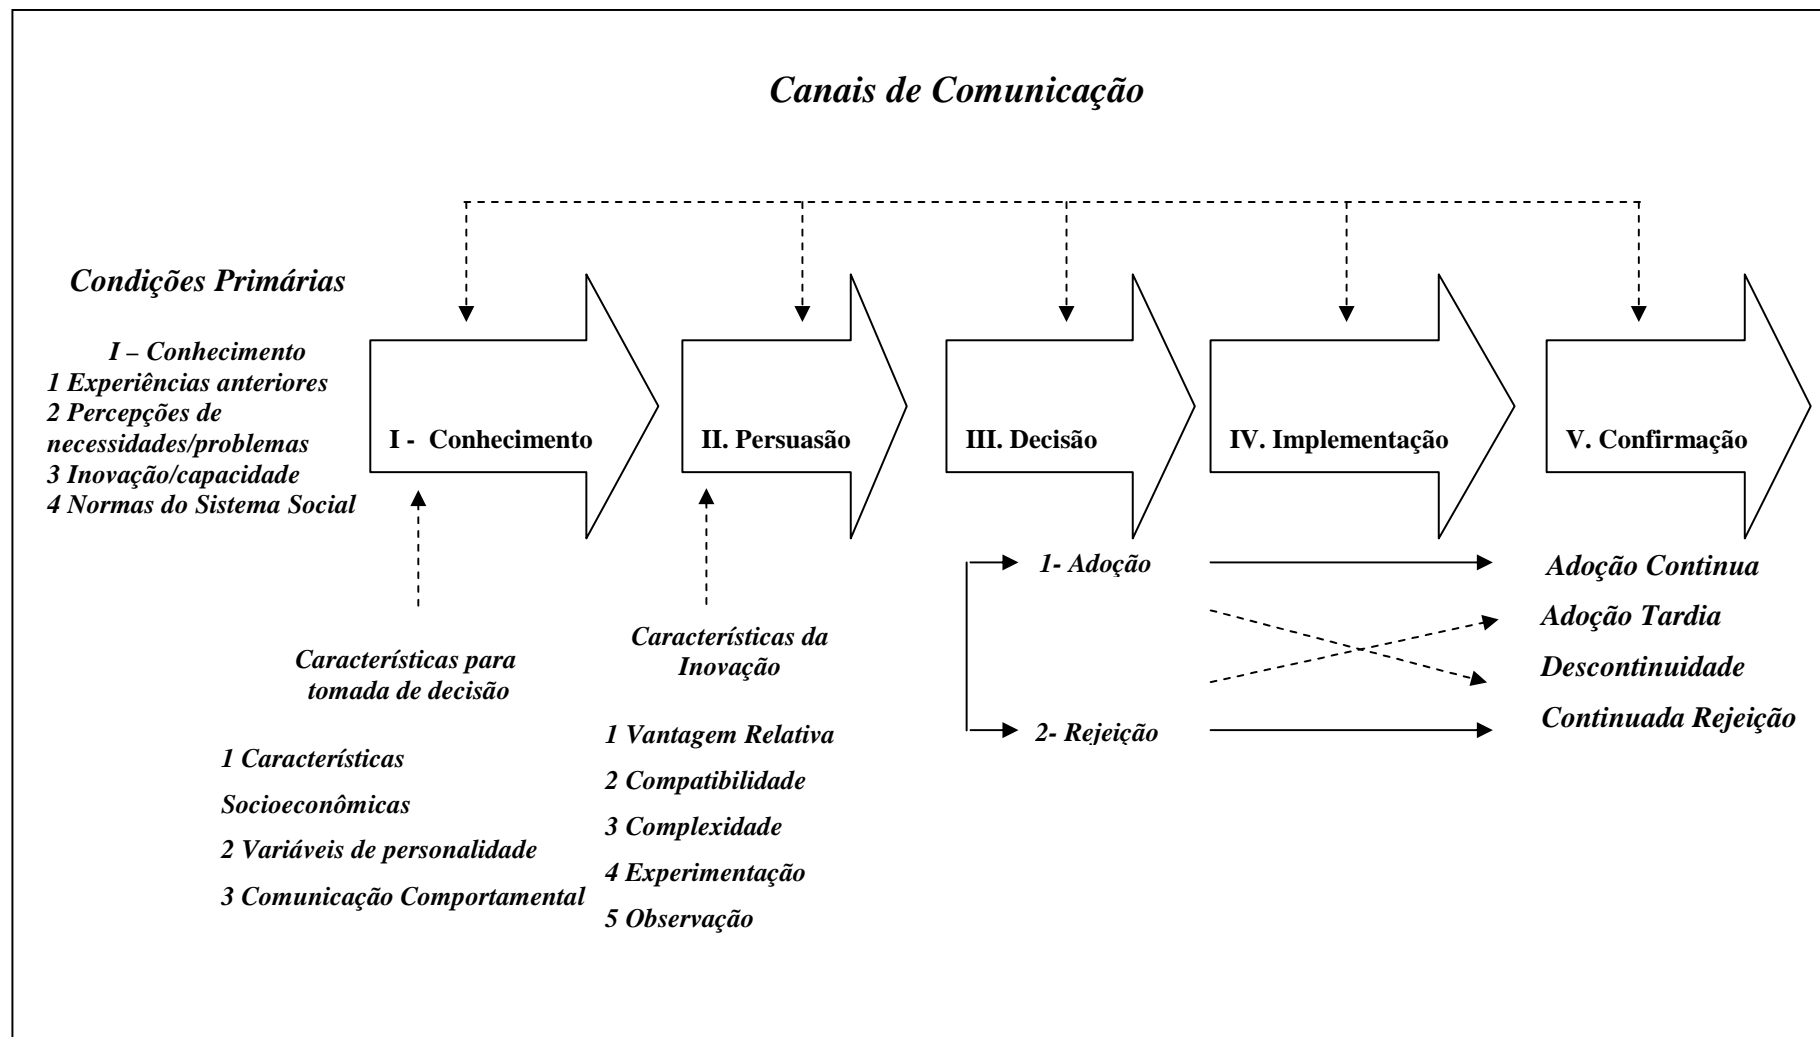 Canais de Comunicação
Condições Primárias
I – Conhecimento
1 Experiências anteriores
2 Percepções de
necessidades/problemas
3 Inovação/capacidade
4 Normas do Sistema Social
I - Conhecimento
II. Persuasão
III. Decisão
IV. Implementação
V. Confirmação
Características para
tomada de decisão
1 Características
Socioeconômicas
2 Variáveis de personalidade
3 Comunicação Comportamental
Características da
Inovação
1 Vantagem Relativa
2 Compatibilidade
3 Complexidade
4 Experimentação
5 Observação
1- Adoção
2- Rejeição
Adoção Continua
Adoção Tardia
Descontinuidade
Continuada Rejeição